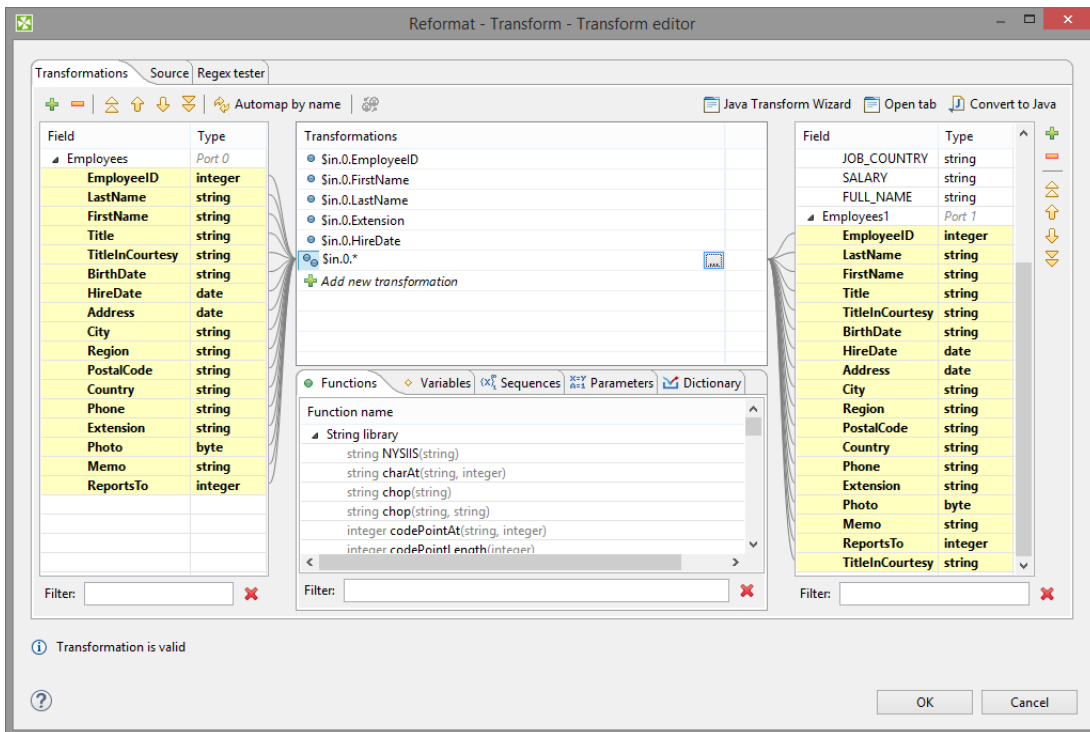 Reformat - Transform - Transform editor
Transformations Source Regex tester
Automap by name Java Transform Wizard Open tab Convert to Java
Field Type
Employees Port 0
EmployeeID integer
LastName string
FirstName string
Title string
TitleInCourtesy string
BirthDate string
HireDate date
Address date
City string
Region string
PostalCode string
Country string
Phone string
Extension string
Photo byte
Memo string
ReportsTo integer
Filter:
Transformations
$in.0.EmployeeID
$in.0.FirstName
$in.0.LastName
$in.0.Extension
$in.0.HireDate
$in.0.*
...
Add new transformation
Functions Variables Sequences Parameters Dictionary
Function name
String library
string NYSIIS(string)
string charAt(string, integer)
string chop(string)
string chop(string, string)
integer codePointAt(string, integer)
integer codePointLength(integer)
Filter:
Field Type
JOB_COUNTRY string
SALARY string
FULL_NAME string
Employees1 Port 1
EmployeeID integer
LastName string
FirstName string
Title string
TitleInCourtesy string
BirthDate string
HireDate date
Address date
City string
Region string
PostalCode string
Country string
Phone string
Extension string
Photo byte
Memo string
ReportsTo integer
TitleInCourtesy string
Filter:
Transformation is valid
?
OK Cancel